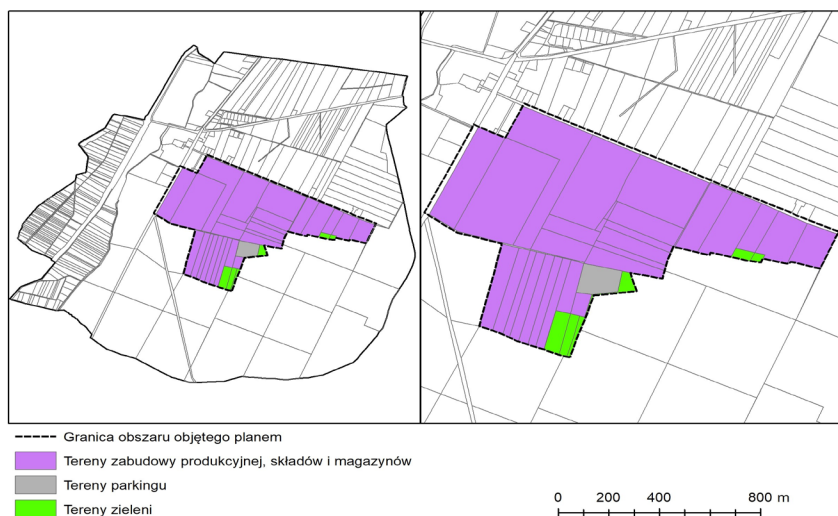 Granica obszaru objętego planem
Tereny zabudowy produkcyjnej, składów i magazynów
Tereny parkingu
Tereny zieleni
0 200 400 800 m